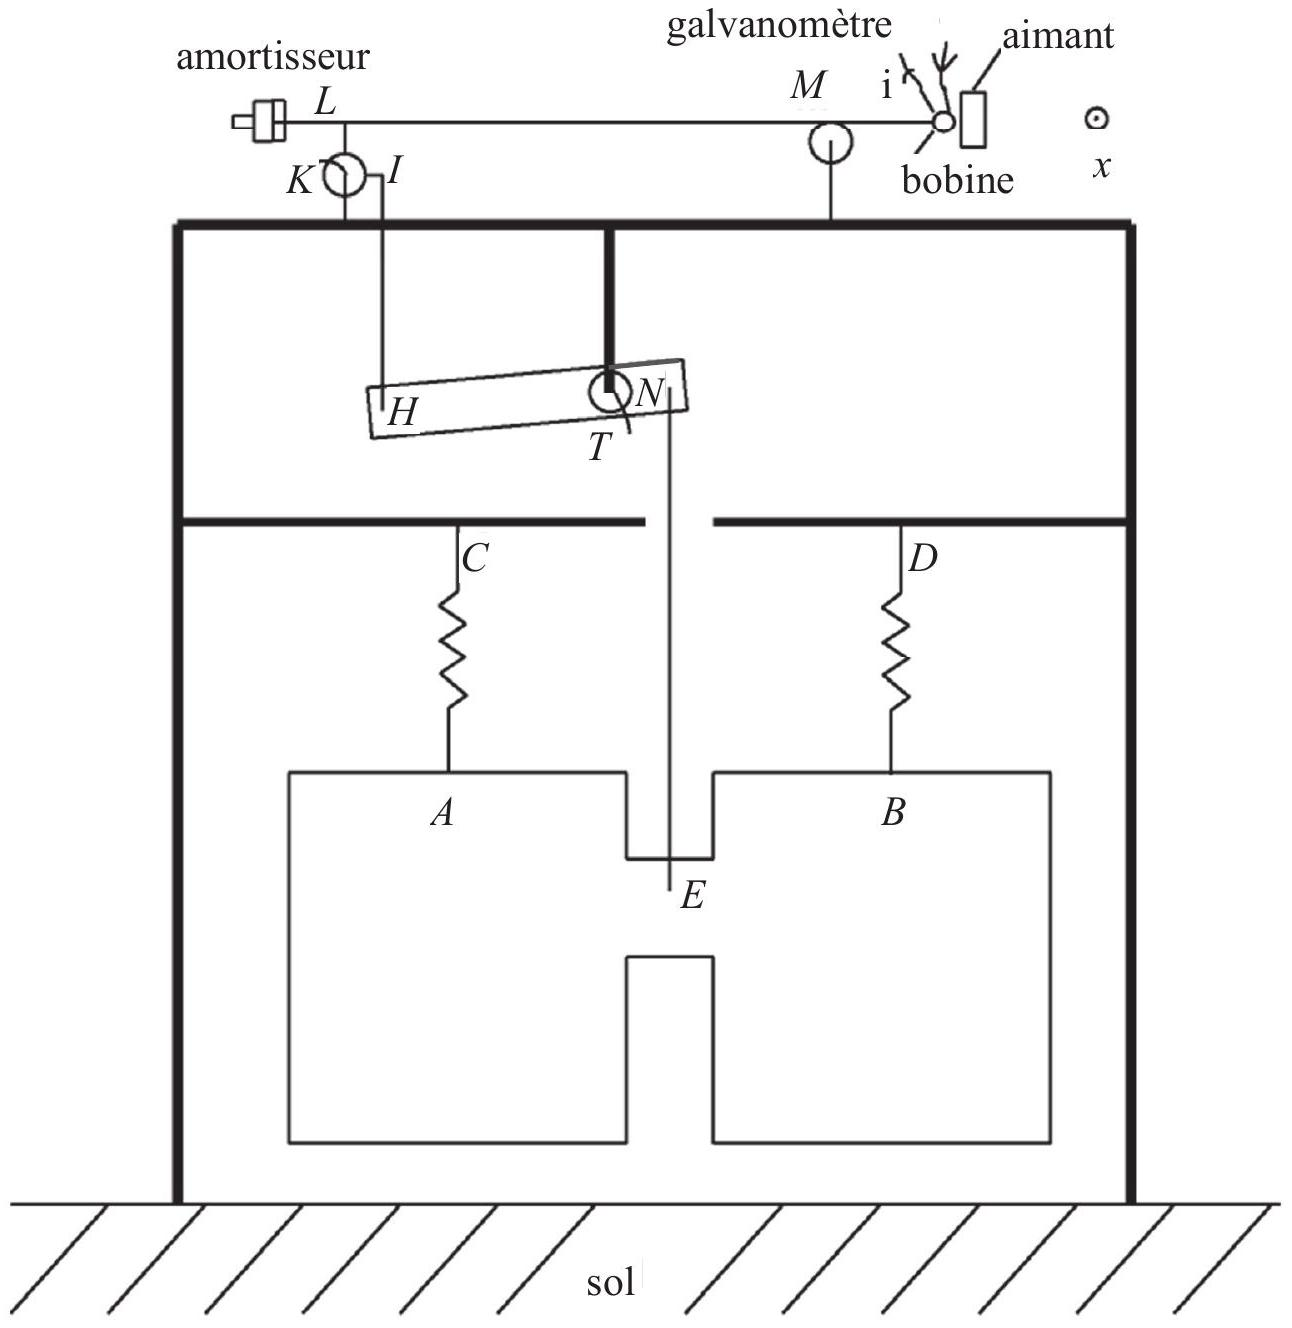 galvanomètre
aimant
amortisseur
L
M
i
K
I
bobine
x
H
N
T
C
D
A
B
E
sol